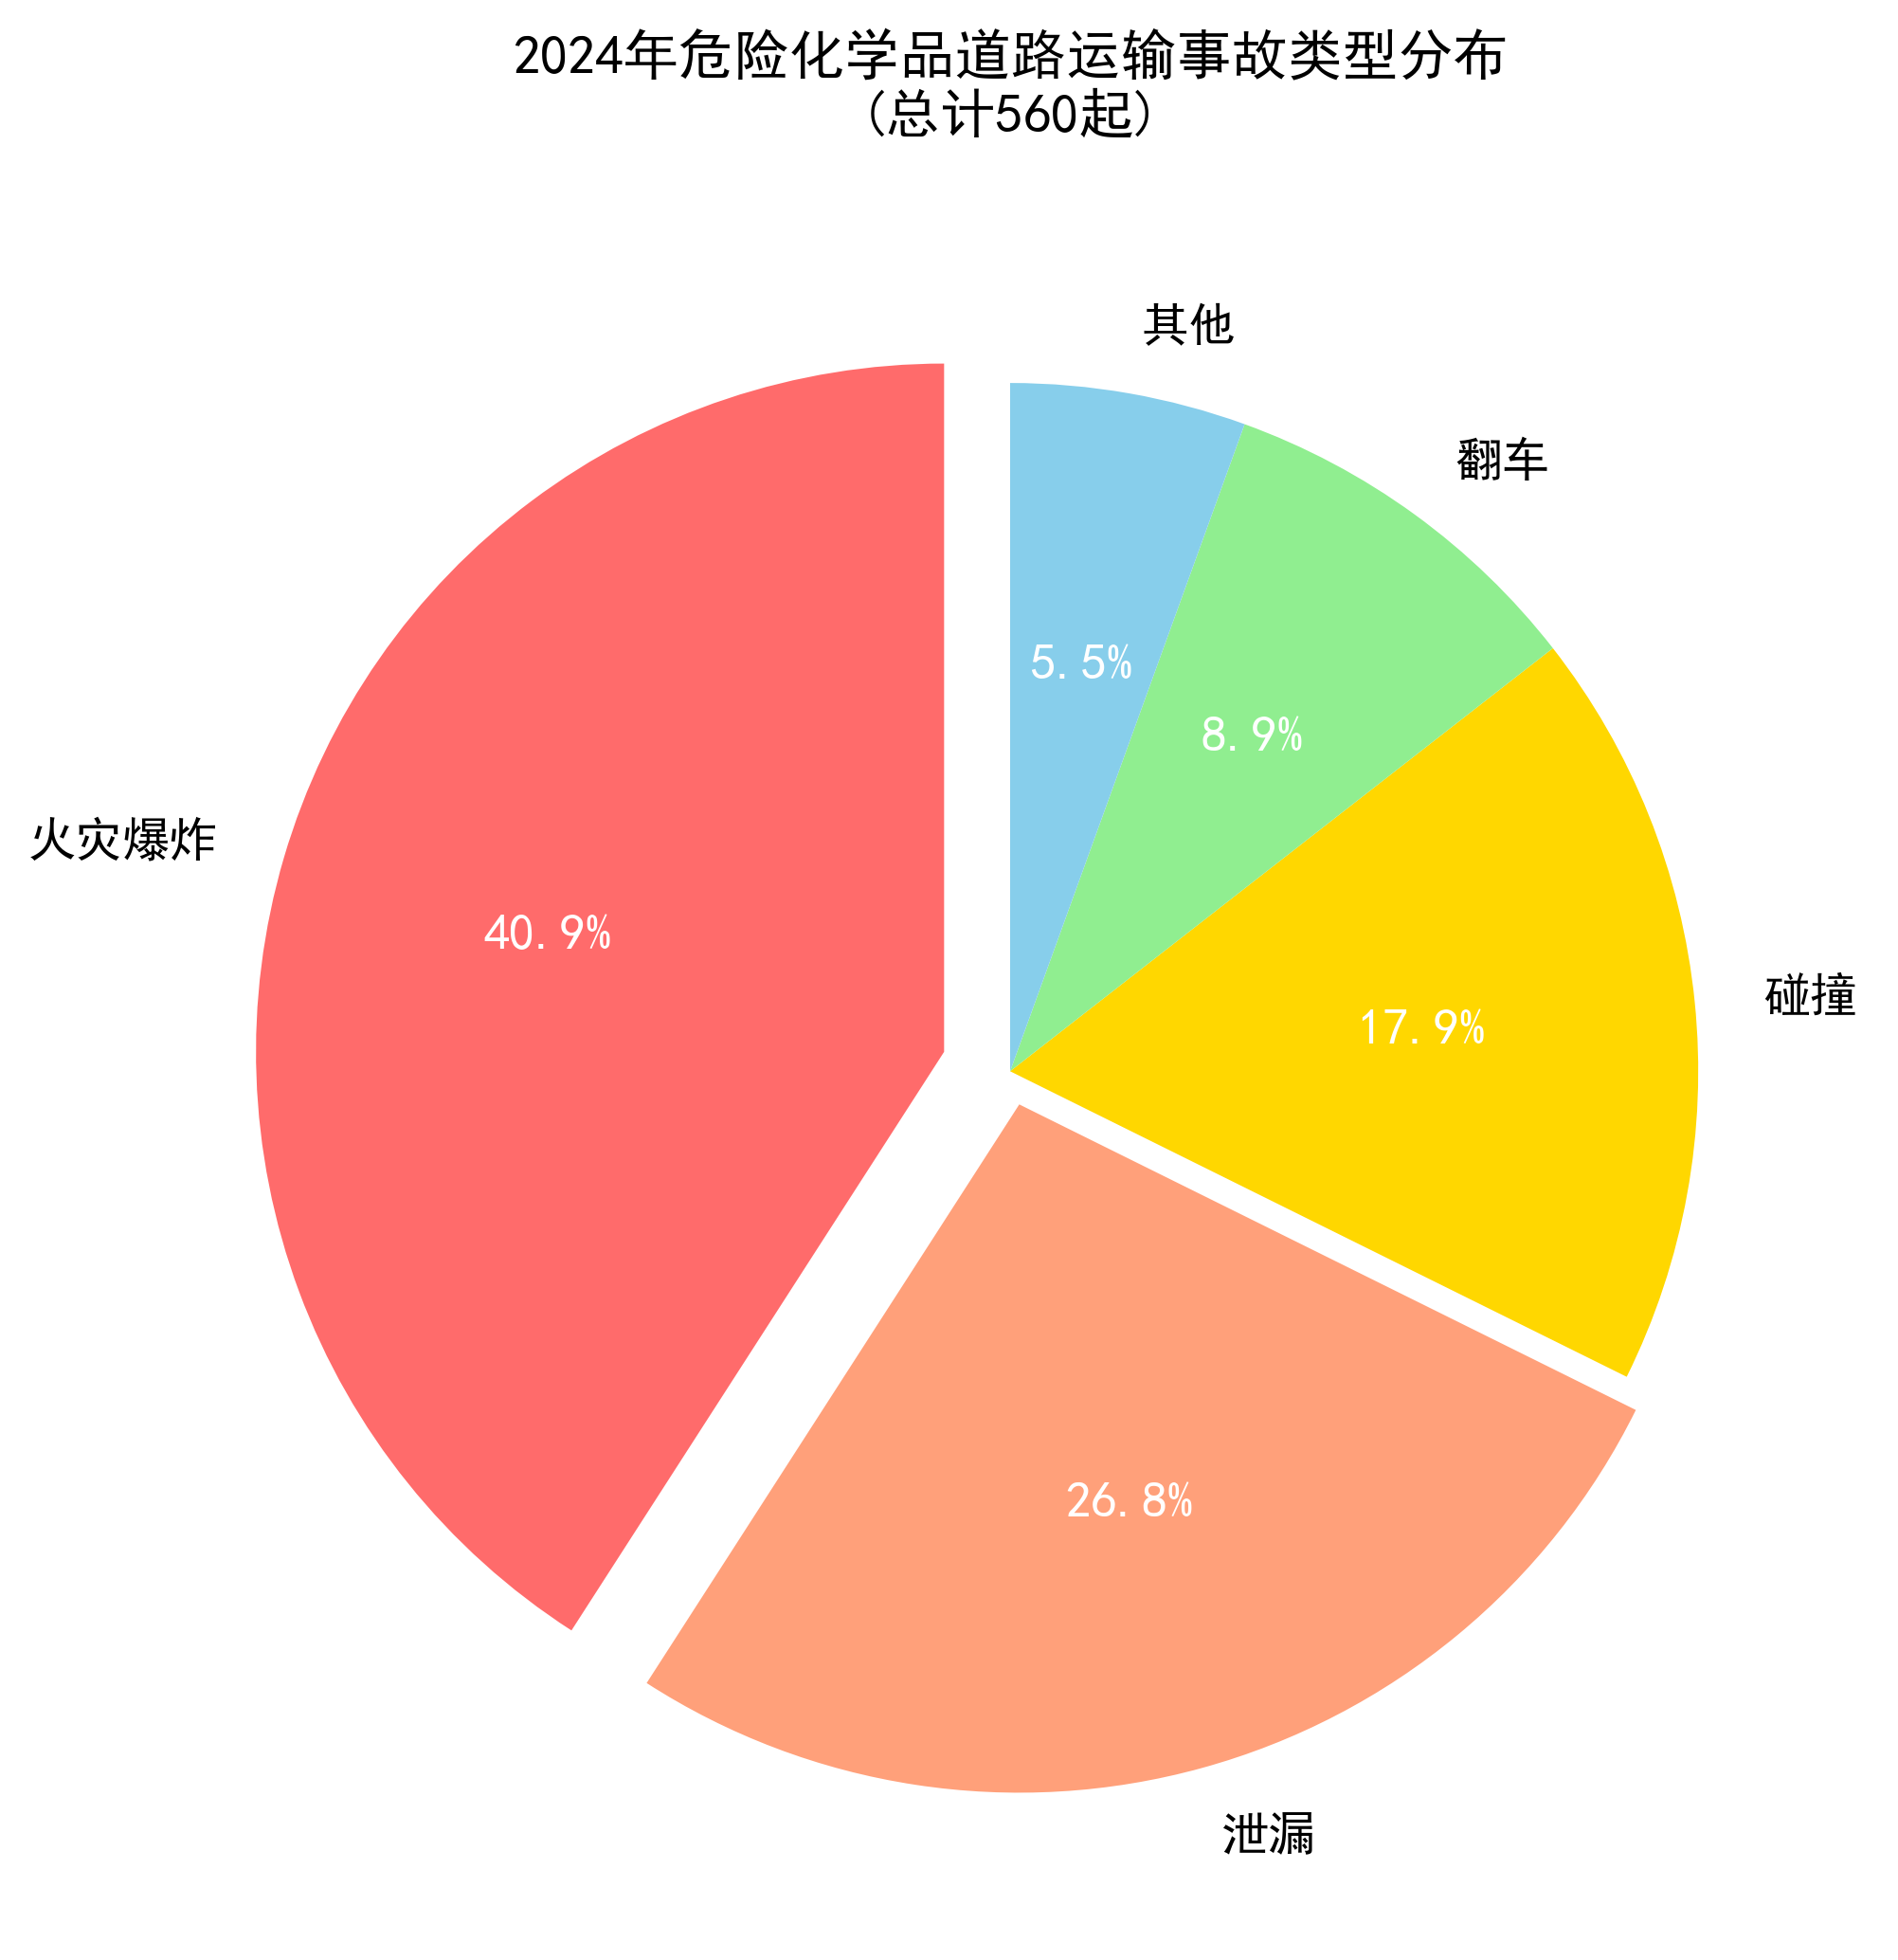 2024年危险化学品道路运输事故类型分布
(总计560起)
其他
翻车
5.5%
8.9%
火灾爆炸
40.9%
碰撞
17.9%
26.8%
泄漏